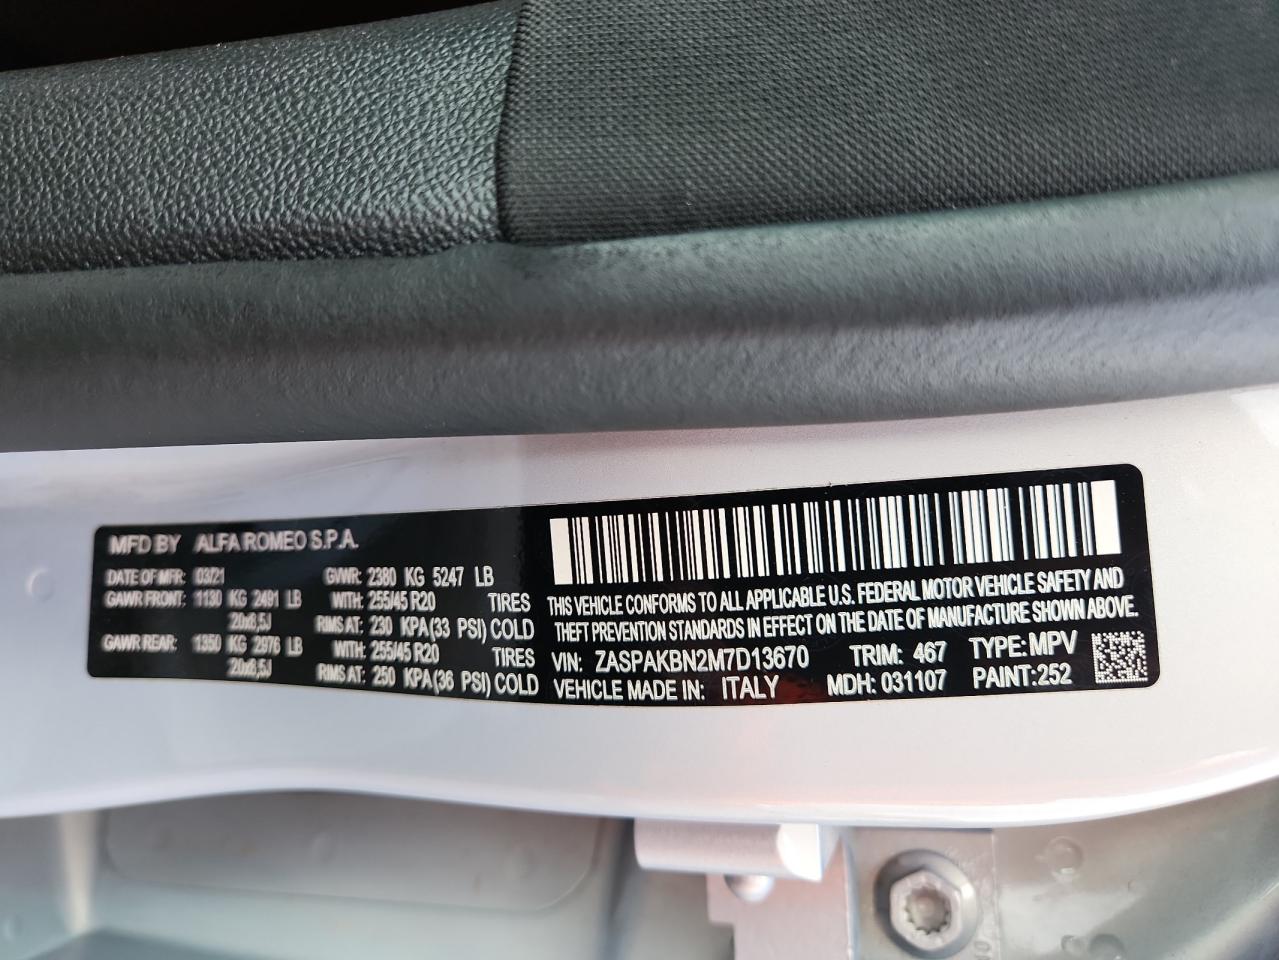 MFD BY ALFA ROMEO S.P.A.
DATE OF MFR: 03/21 GVWR: 2380 KG 5247 LB
GAWR FRONT: 1130 KG 2491 LB WITH: 255/45 R20 TIRES
20x8,5J RIMS AT: 230 KPA(33 PSI) COLD
GAWR REAR: 1350 KG 2976 LB WITH: 255/45 R20 TIRES
20x8,5J RIMS AT: 250 KPA(36 PSI) COLD
THIS VEHICLE CONFORMS TO ALL APPLICABLE U.S. FEDERAL MOTOR VEHICLE SAFETY AND
THEFT PREVENTION STANDARDS IN EFFECT ON THE DATE OF MANUFACTURE SHOWN ABOVE.
VIN: ZASPAKBN2M7D13670 TRIM: 467 TYPE: MPV
VEHICLE MADE IN: ITALY MDH: 031107 PAINT:252